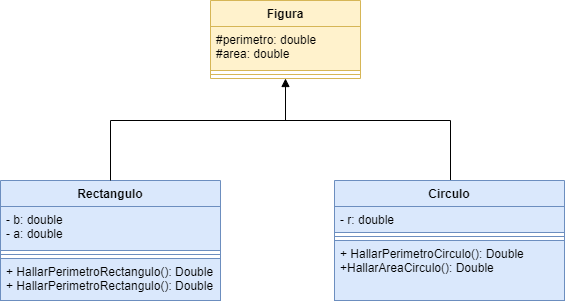 Figura
#perimetro: double
#area: double
Rectangulo
- b: double
- a: double
+ HallarPerimetroRectangulo(): Double
+ HallarPerimetroRectangulo(): Double
Circulo
- r: double
+ HallarPerimetroCirculo(): Double
+HallarAreaCirculo(): Double